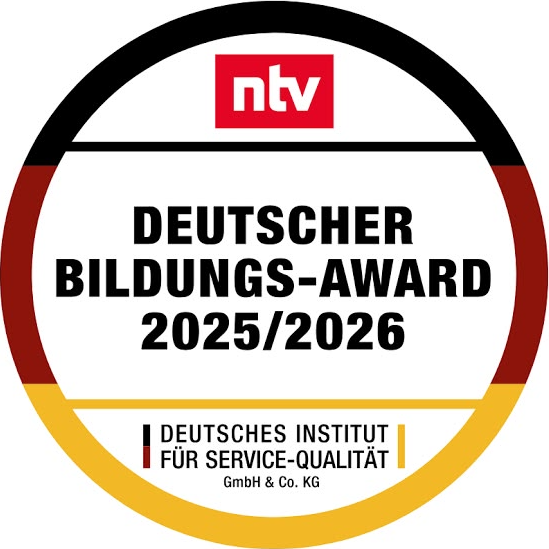 ntv
DEUTSCHER
BILDUNGS-AWARD
2025/2026
DEUTSCHES INSTITUT
FÜR SERVICE-QUALITÄT
GmbH & Co. KG